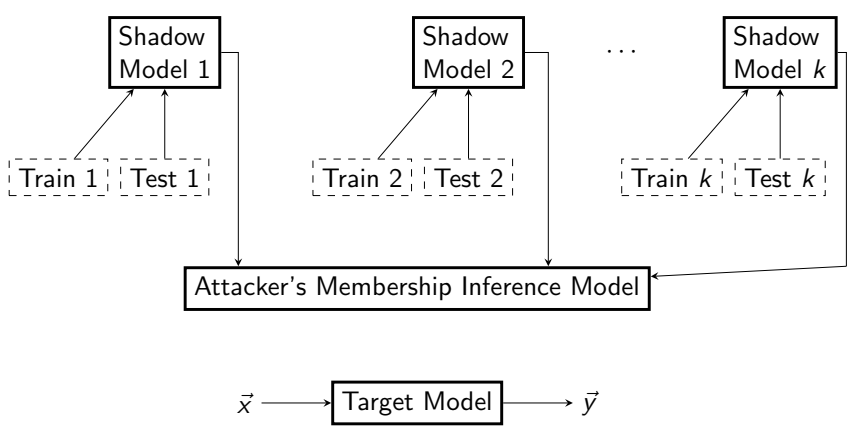 Shadow
Model 1
Shadow
Model 2
. . .
Shadow
Model k
Train 1
Test 1
Train 2
Test 2
Train k
Test k
Attacker's Membership Inference Model
x⃗
Target Model
y⃗